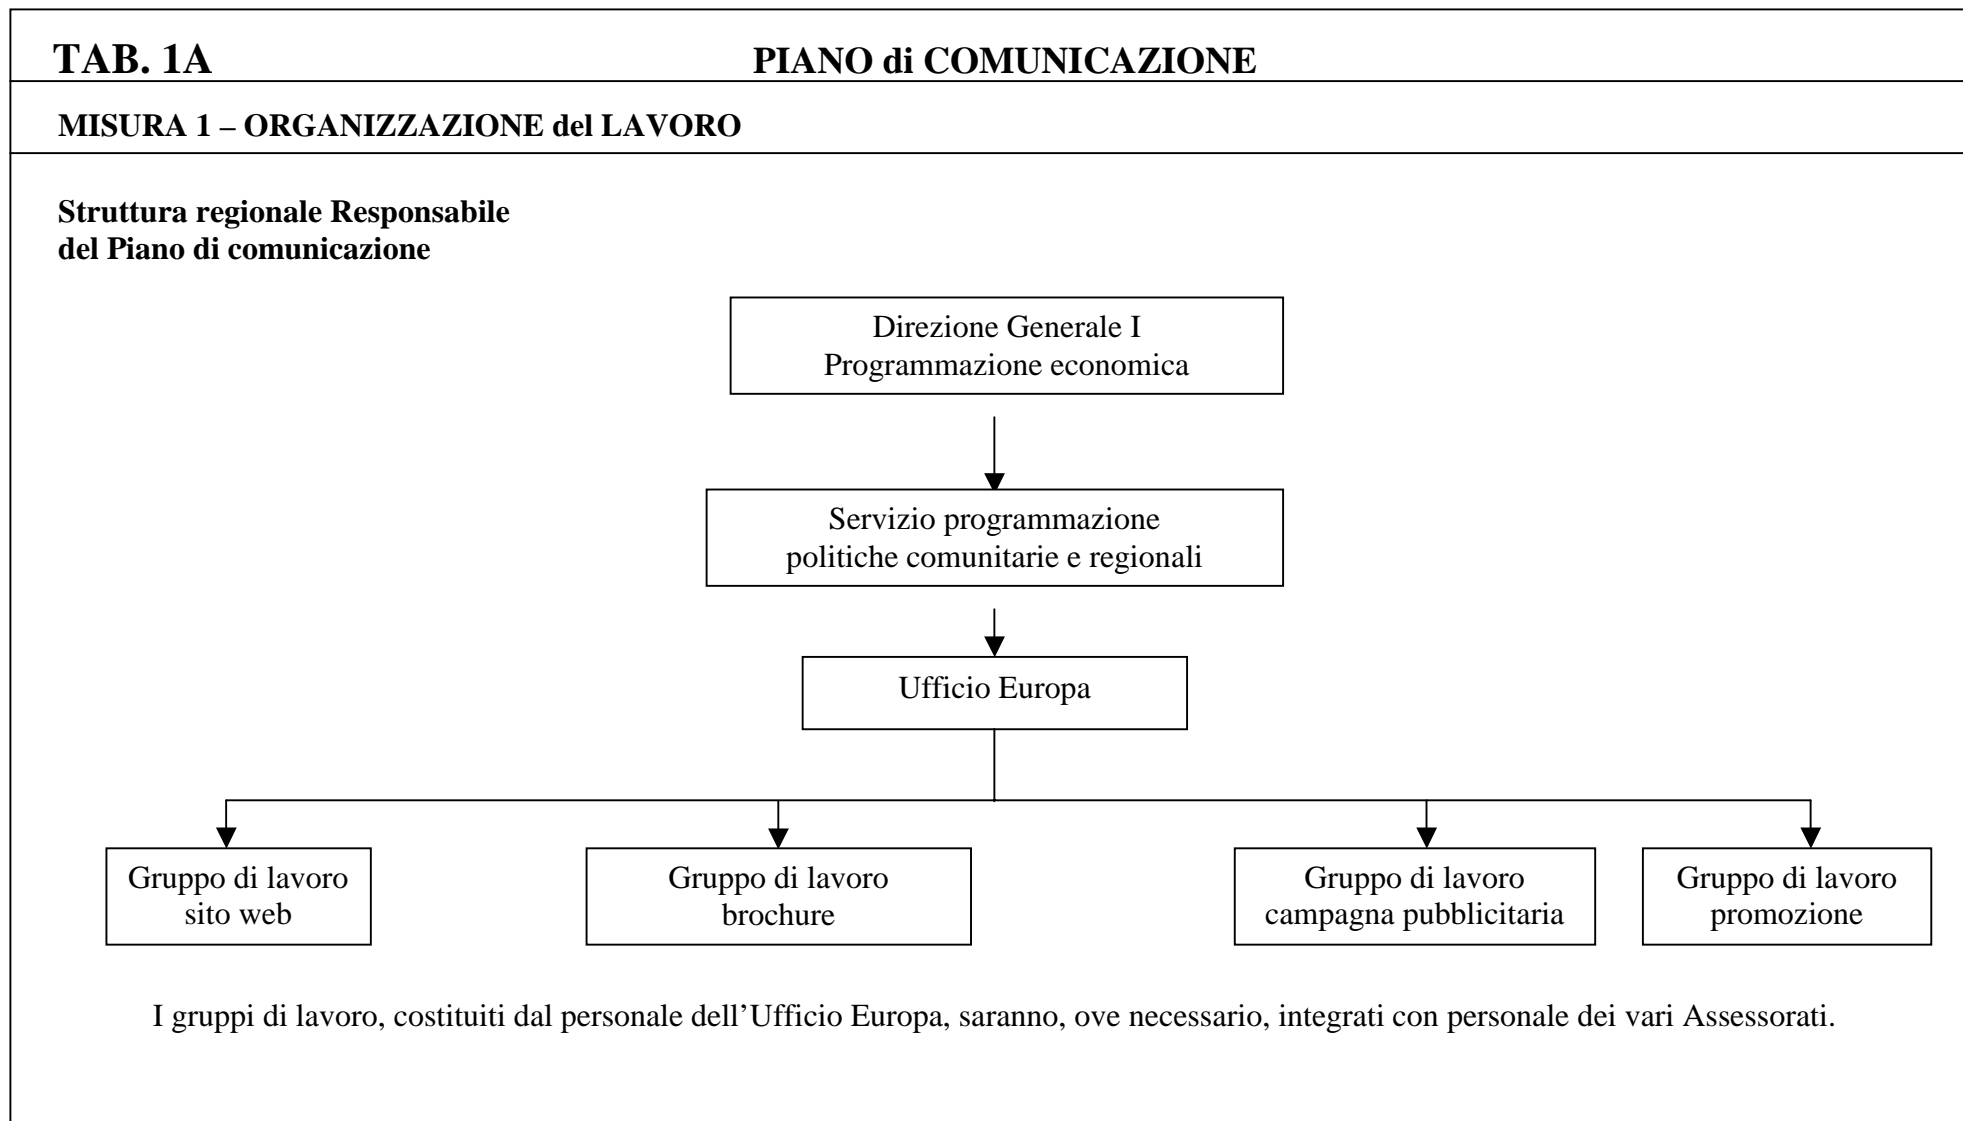 TAB. 1A PIANO di COMUNICAZIONE
MISURA 1 – ORGANIZZAZIONE del LAVORO
Struttura regionale Responsabile
del Piano di comunicazione
Direzione Generale I
Programmazione economica
Servizio programmazione
politiche comunitarie e regionali
Ufficio Europa
Gruppo di lavoro
sito web
Gruppo di lavoro
brochure
Gruppo di lavoro
campagna pubblicitaria
Gruppo di lavoro
promozione
I gruppi di lavoro, costituiti dal personale dell’Ufficio Europa, saranno, ove necessario, integrati con personale dei vari Assessorati.